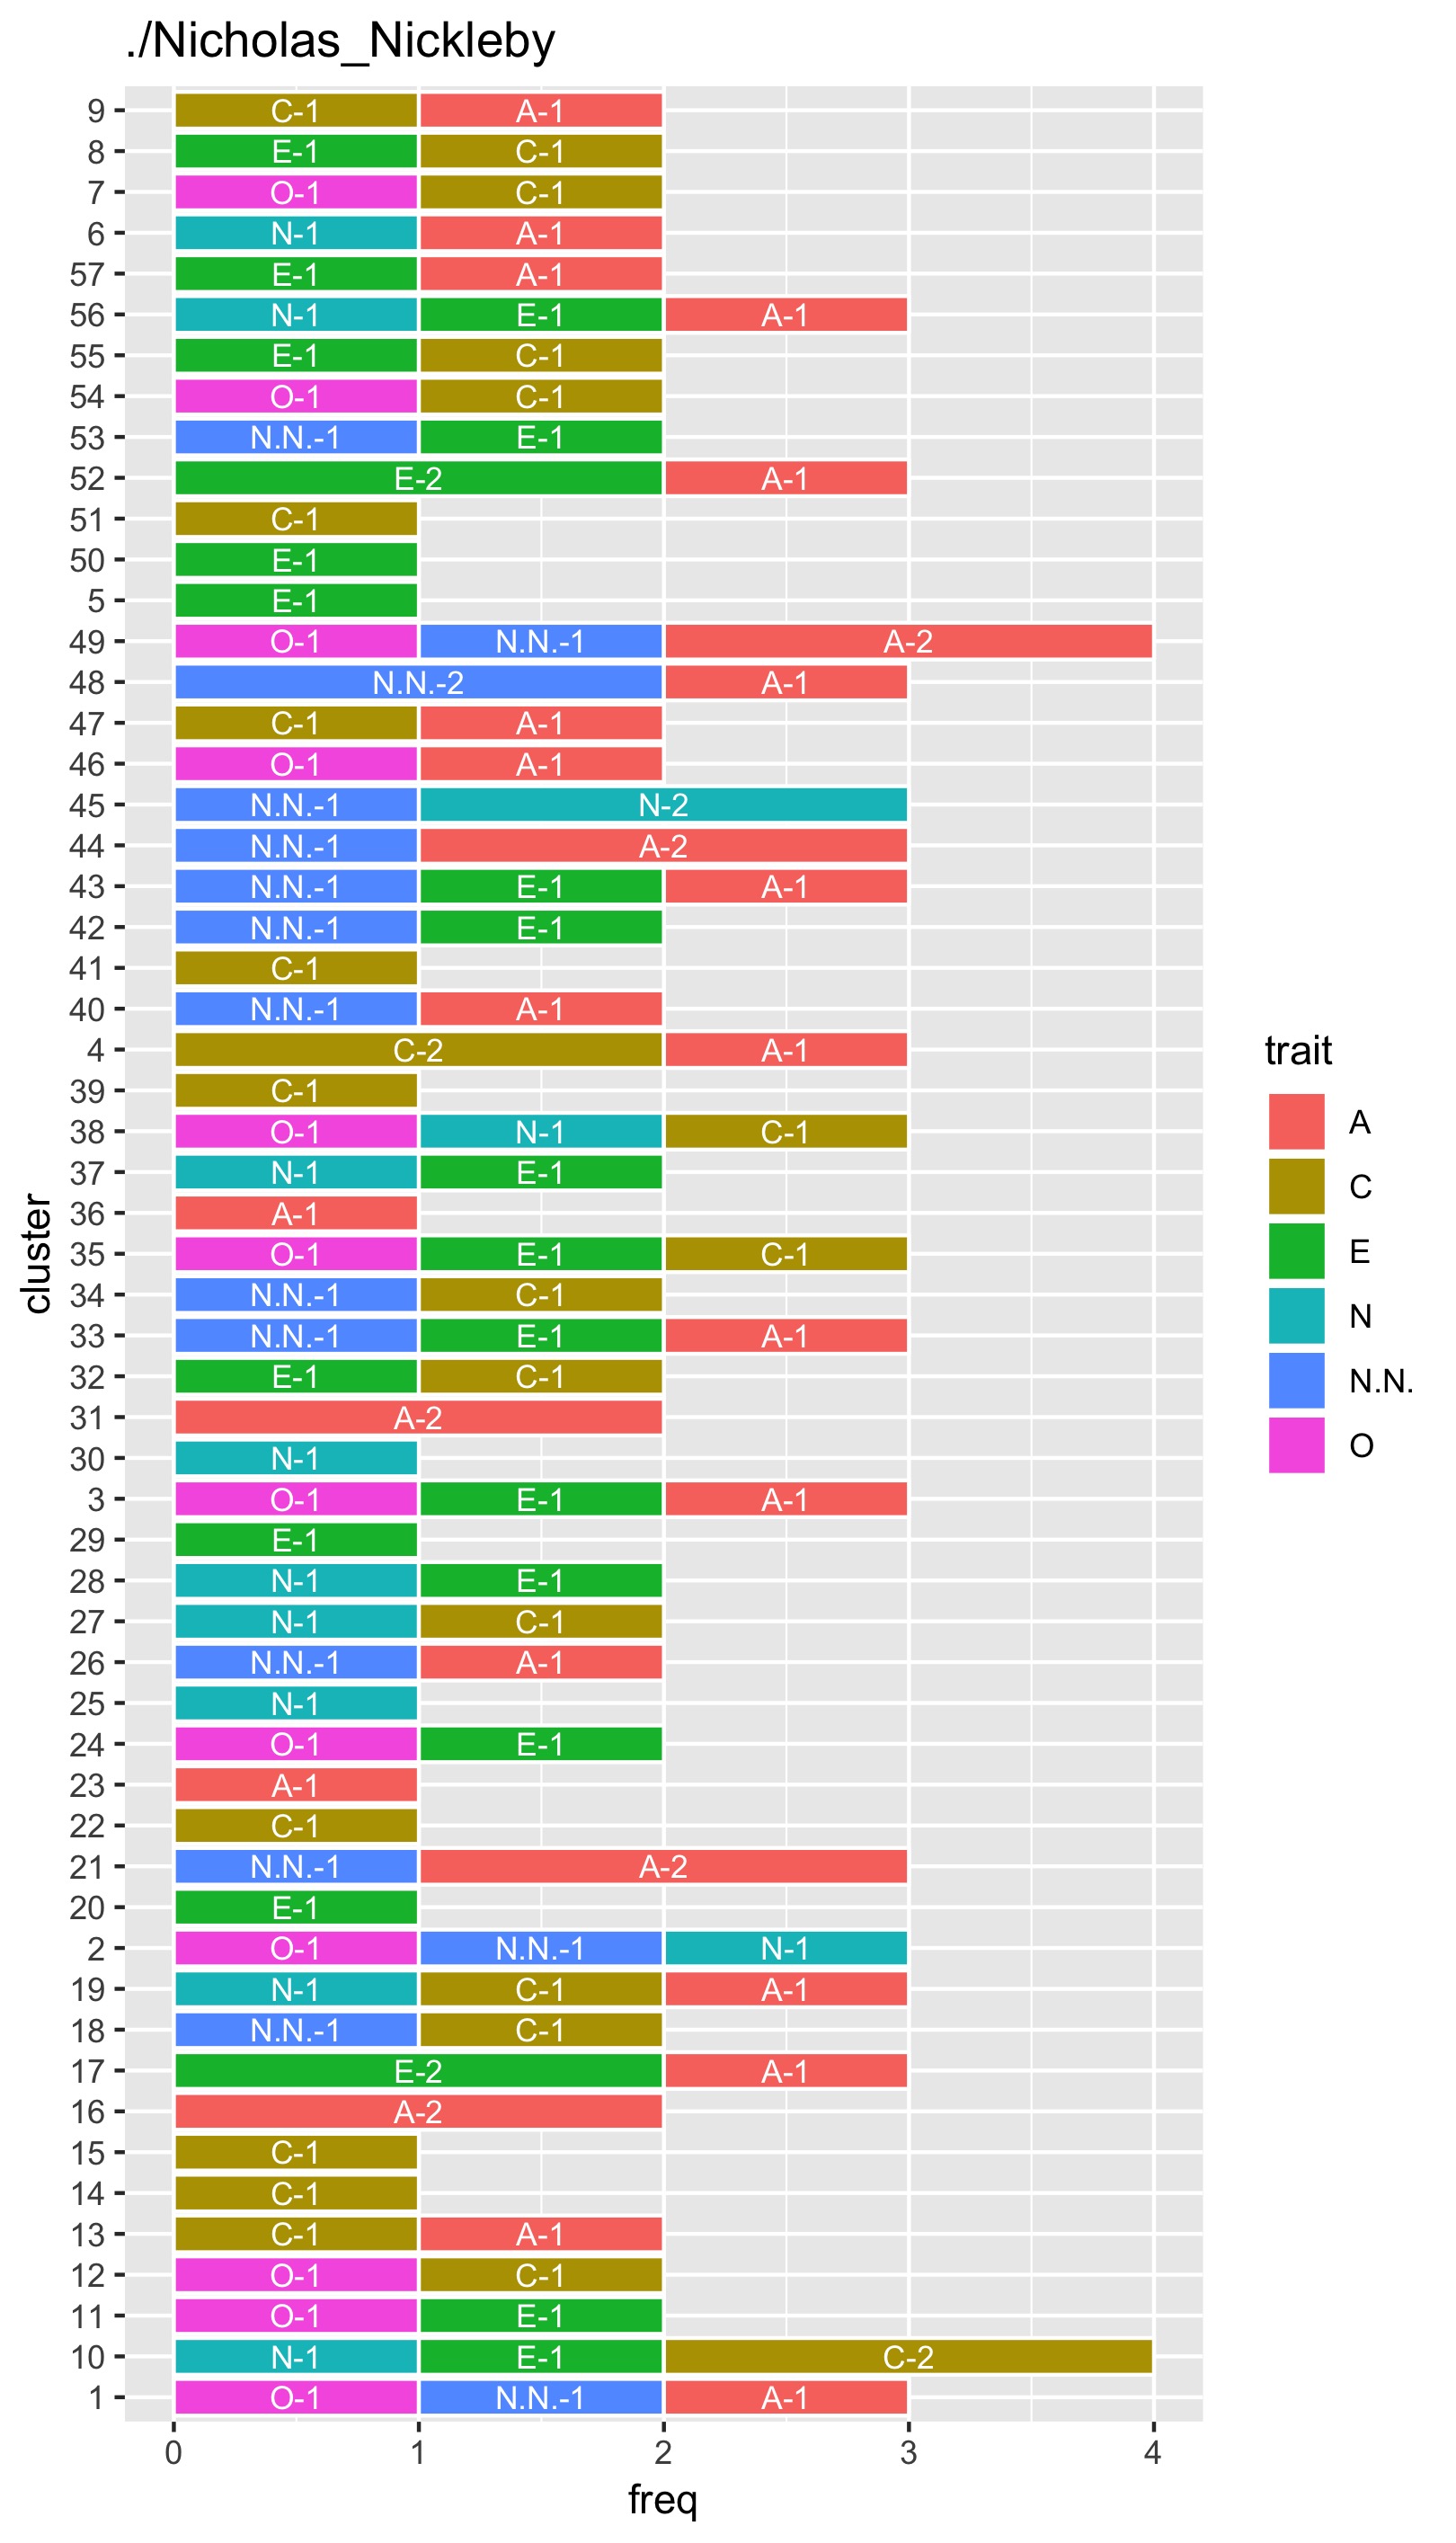 ./Nicholas_Nickleby
9 C-1 A-1
8 E-1 C-1
7 O-1 C-1
6 N-1 A-1
57 E-1 A-1
56 N-1 E-1 A-1
55 E-1 C-1
54 O-1 C-1
53 N.N.-1 E-1
52 E-2 A-1
51 C-1
50 E-1
5 E-1
49 O-1 N.N.-1 A-2
48 N.N.-2 A-1
47 C-1 A-1
46 O-1 A-1
45 N.N.-1 N-2
44 N.N.-1 A-2
43 N.N.-1 E-1 A-1
42 N.N.-1 E-1
41 C-1
40 N.N.-1 A-1
4 C-2 A-1
39 C-1
38 O-1 N-1 C-1
37 N-1 E-1
36 A-1
35 O-1 E-1 C-1
34 N.N.-1 C-1
33 N.N.-1 E-1 A-1
32 E-1 C-1
31 A-2
30 N-1
3 O-1 E-1 A-1
29 E-1
28 N-1 E-1
27 N-1 C-1
26 N.N.-1 A-1
25 N-1
24 O-1 E-1
23 A-1
22 C-1
21 N.N.-1 A-2
20 E-1
2 O-1 N.N.-1 N-1
19 N-1 C-1 A-1
18 N.N.-1 C-1
17 E-2 A-1
16 A-2
15 C-1
14 C-1
13 C-1 A-1
12 O-1 C-1
11 O-1 E-1
10 N-1 E-1 C-2
1 O-1 N.N.-1 A-1
0 1 2 3 4
freq
cluster
trait
A
C
E
N
N.N.
O